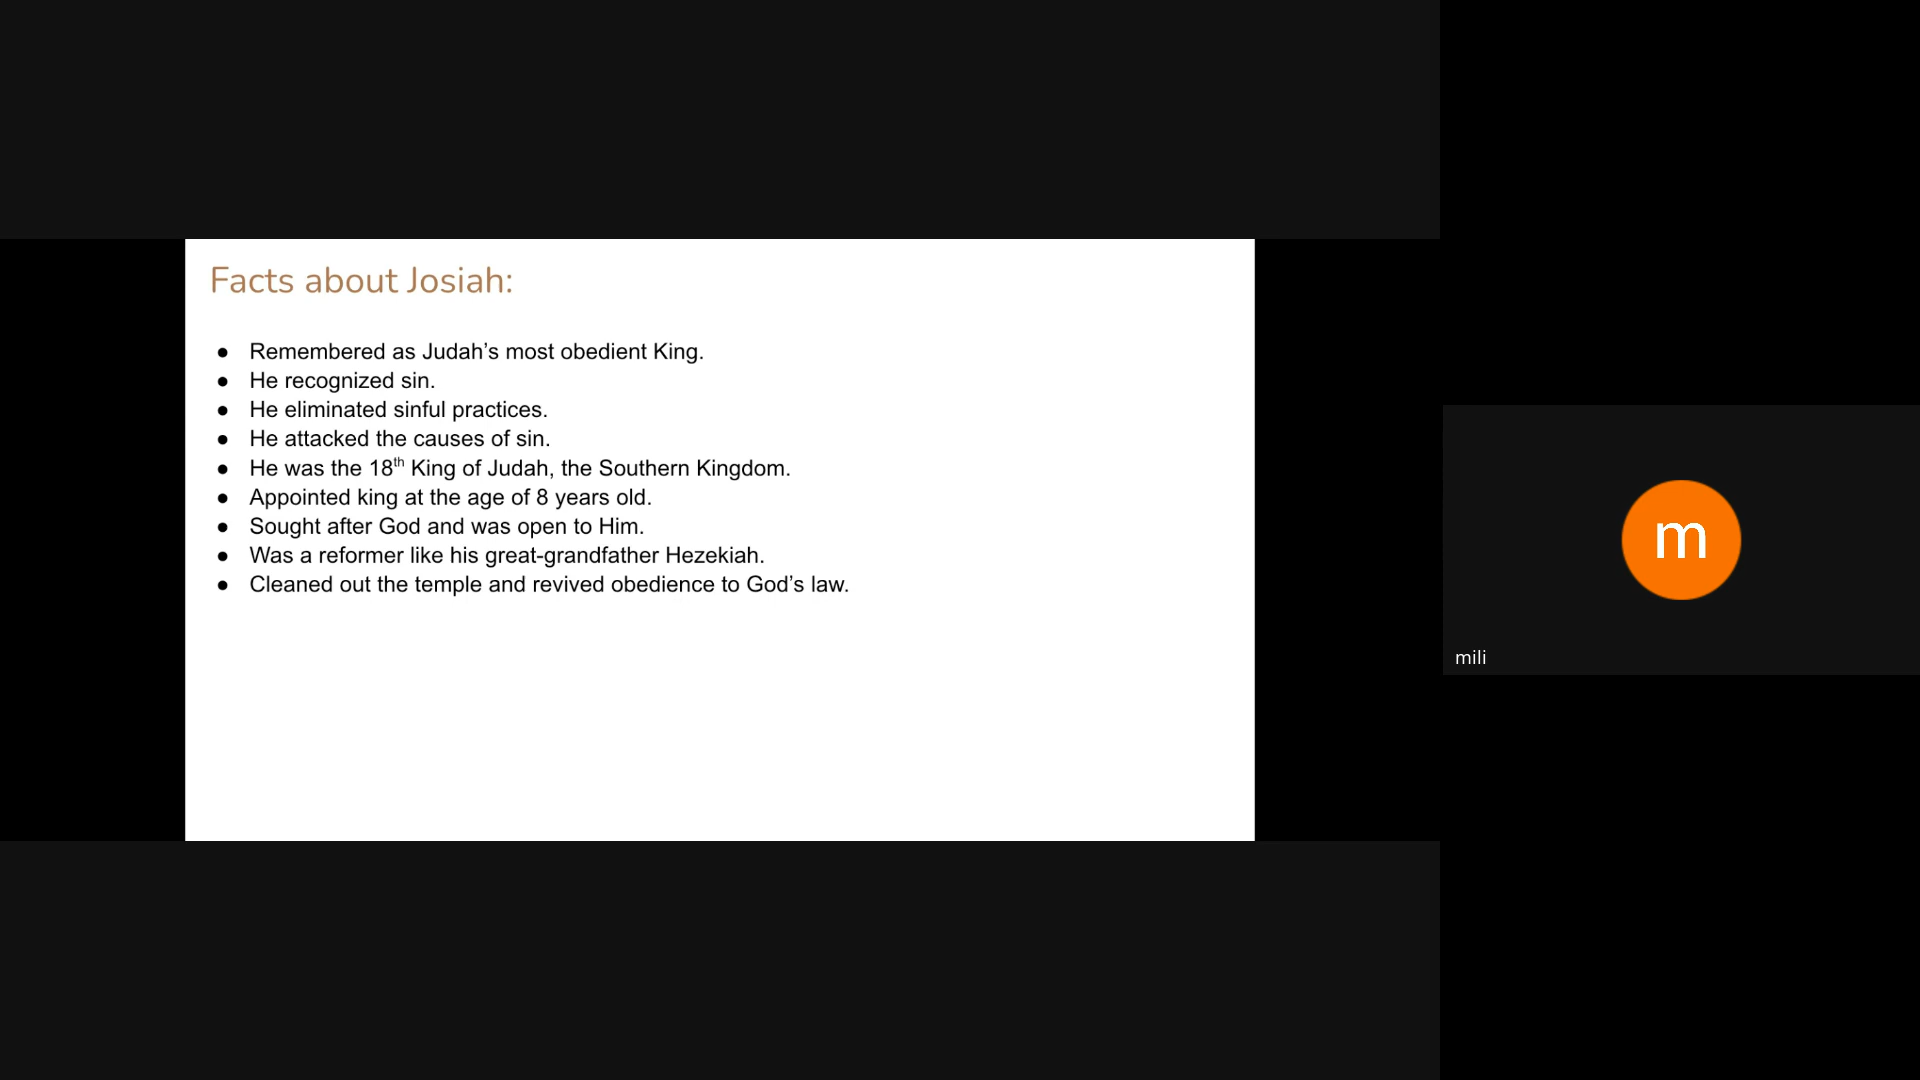 Facts about Josiah:
● Remembered as Judah’s most obedient King.
● He recognized sin.
● He eliminated sinful practices.
● He attacked the causes of sin.
● He was the 18th King of Judah, the Southern Kingdom.
● Appointed king at the age of 8 years old.
● Sought after God and was open to Him.
● Was a reformer like his great-grandfather Hezekiah.
● Cleaned out the temple and revived obedience to God’s law.
m
mili